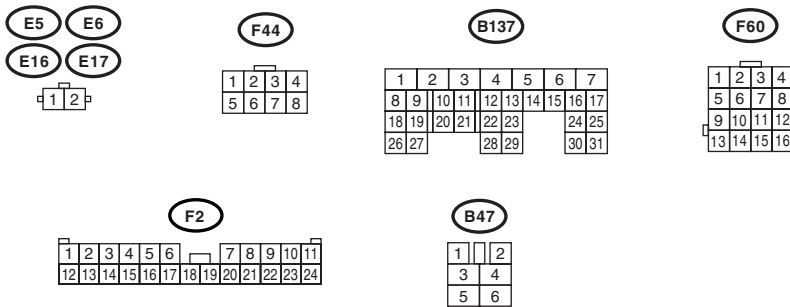 E5 E6
E16 E17
1 2
F44
1 2 3 4
5 6 7 8
B137
1 2 3 4 5 6 7
8 9 10 11 12 13 14 15 16 17
18 19 20 21 22 23 24 25
26 27 28 29 30 31
F60
1 2 3 4
5 6 7 8
9 10 11 12
13 14 15 16
F2
1 2 3 4 5 6 7 8 9 10 11
12 13 14 15 16 17 18 19 20 21 22 23 24
B47
1 2
3 4
5 6